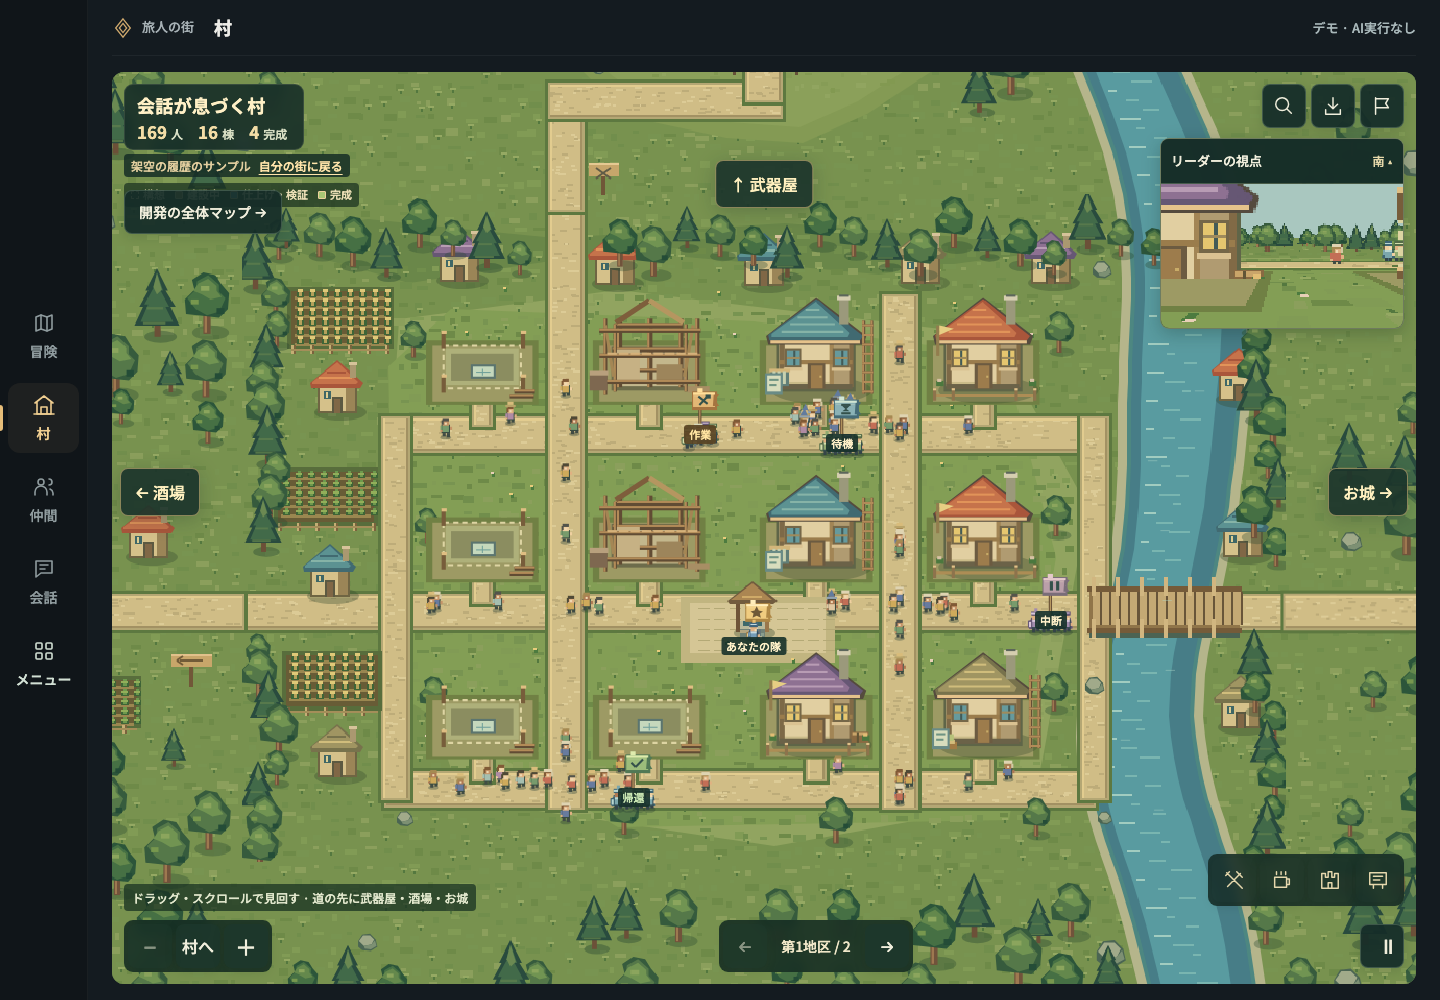 旅人の街 村
デモ · AI実行なし
会話が息づく村
169 人 16 棟 4 完成
架空の履歴のサンプル 自分の街に戻る
検証 完成
開発の全体マップ →
↑ 武器屋
リーダーの視点 南
冒険
村
仲間
会話
メニュー
← 酒場
お城 →
作業
待機
中断
あなたの隊
帰還
ドラッグ・スクロールで見回す · 道の先に武器屋・酒場・お城
− 村へ +
← 第1地区 / 2 →